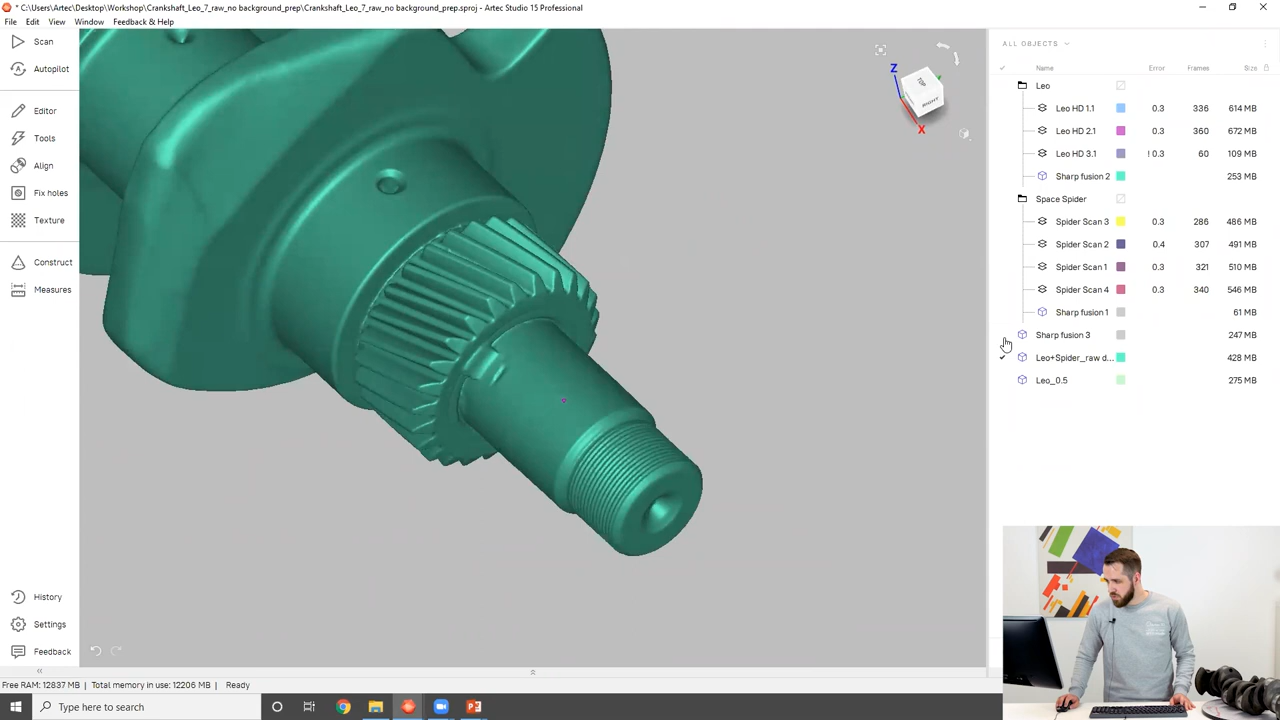 * C:\Users\Artec\Desktop\Workshop\Crankshaft_Leo_7_raw_no background_prep\Crankshaft_Leo_7_raw_no background_prep.sproj - Artec Studio 15 Professional
File Edit View Window Feedback & Help
Scan
Autopilot
Editor
Tools
Align
Fix holes
Texture
Construct
Measures
History
Settings
Feedback
Z
TOP
RIGHT
X
ALL OBJECTS
Name Error Frames Size
Leo
Leo HD 1.1 0.3 336 614 MB
Leo HD 2.1 0.3 360 672 MB
Leo HD 3.1 ! 0.3 60 109 MB
Sharp fusion 2 253 MB
Space Spider
Spider Scan 3 0.3 286 486 MB
Spider Scan 2 0.4 307 491 MB
Spider Scan 1 0.3 321 510 MB
Spider Scan 4 0.3 340 546 MB
Sharp fusion 1 61 MB
Sharp fusion 3 247 MB
Leo+Spider_raw d... 428 MB
Leo_0.5 275 MB
Free RAM: 12837 MB | Total memory in use: 12206 MB | Ready
Type here to search